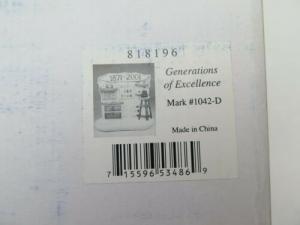 818196
1871-2001
Generations
of Excellence
Mark #1042-D
Made in China
7 15596 53486 9